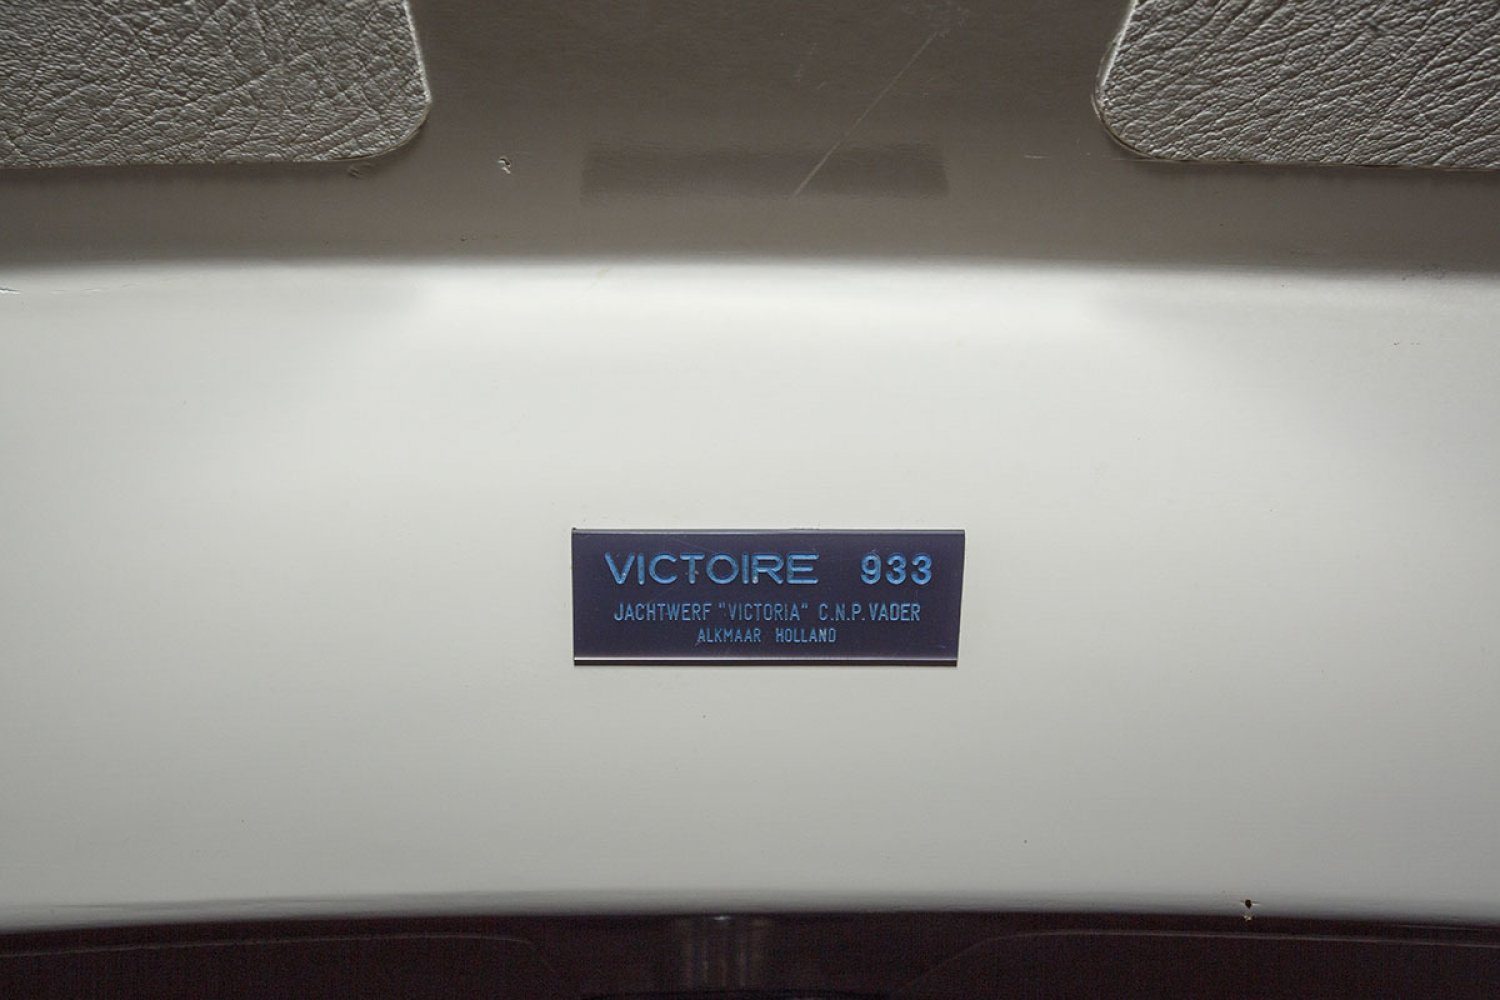 VICTOIRE 933
JACHTWERF "VICTORIA" C.N.P. VADER
ALKMAAR HOLLAND